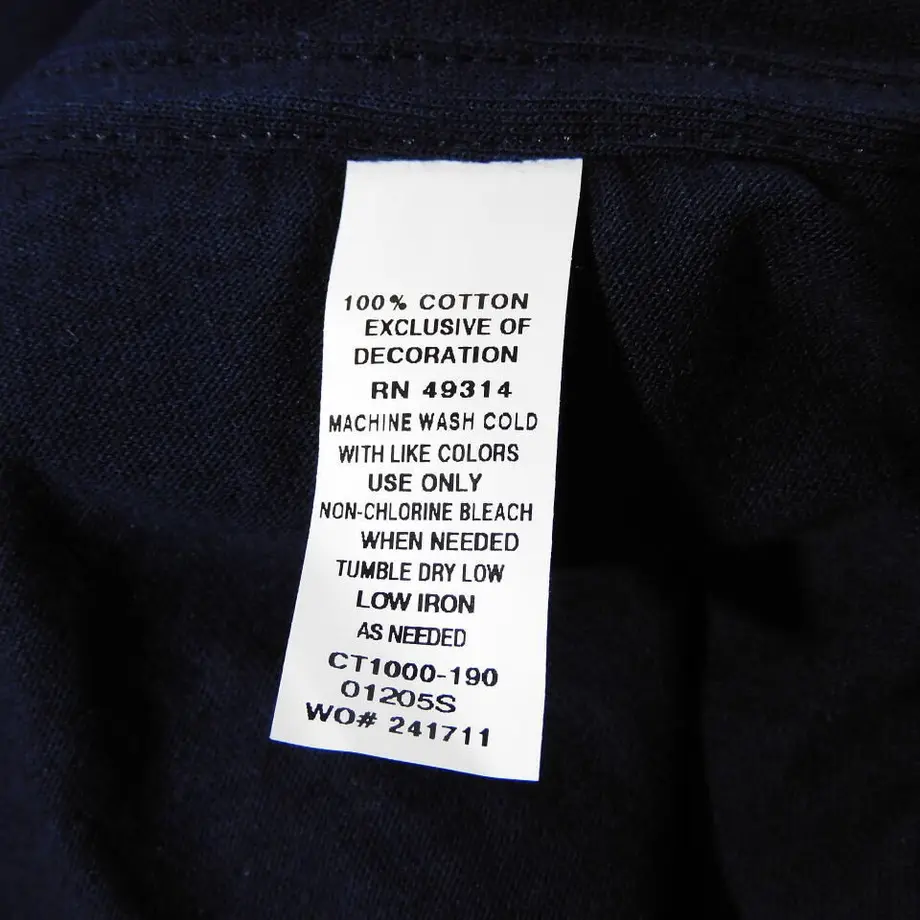 100% COTTON
EXCLUSIVE OF
DECORATION
RN 49314
MACHINE WASH COLD
WITH LIKE COLORS
USE ONLY
NON-CHLORINE BLEACH
WHEN NEEDED
TUMBLE DRY LOW
LOW IRON
AS NEEDED
CT1000-190
01205S
WO# 241711